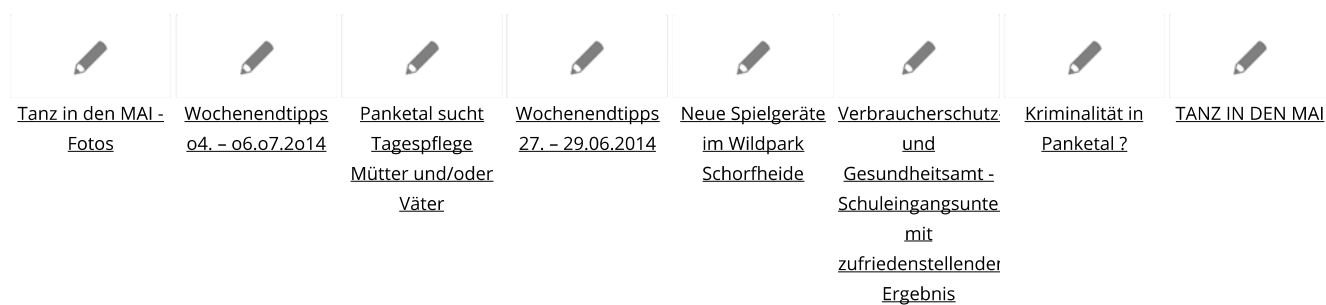 Tanz in den MAI -
Fotos
Wochenendtipps
o4. – o6.o7.2o14
Panketal sucht
Tagespflege
Mütter und/oder
Väter
Wochenendtipps
27. – 29.06.2014
Neue Spielgeräte
im Wildpark
Schorfheide
Verbraucherschutz-
und
Gesundheitsamt -
Schuleingangsunte
mit
zufriedenstellender
Ergebnis
Kriminalität in
Panketal ?
TANZ IN DEN MAI